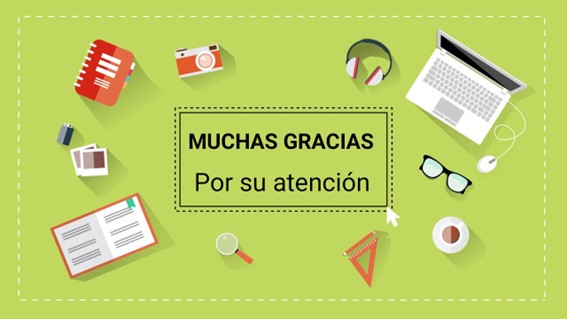 MUCHAS GRACIAS
Por su atención